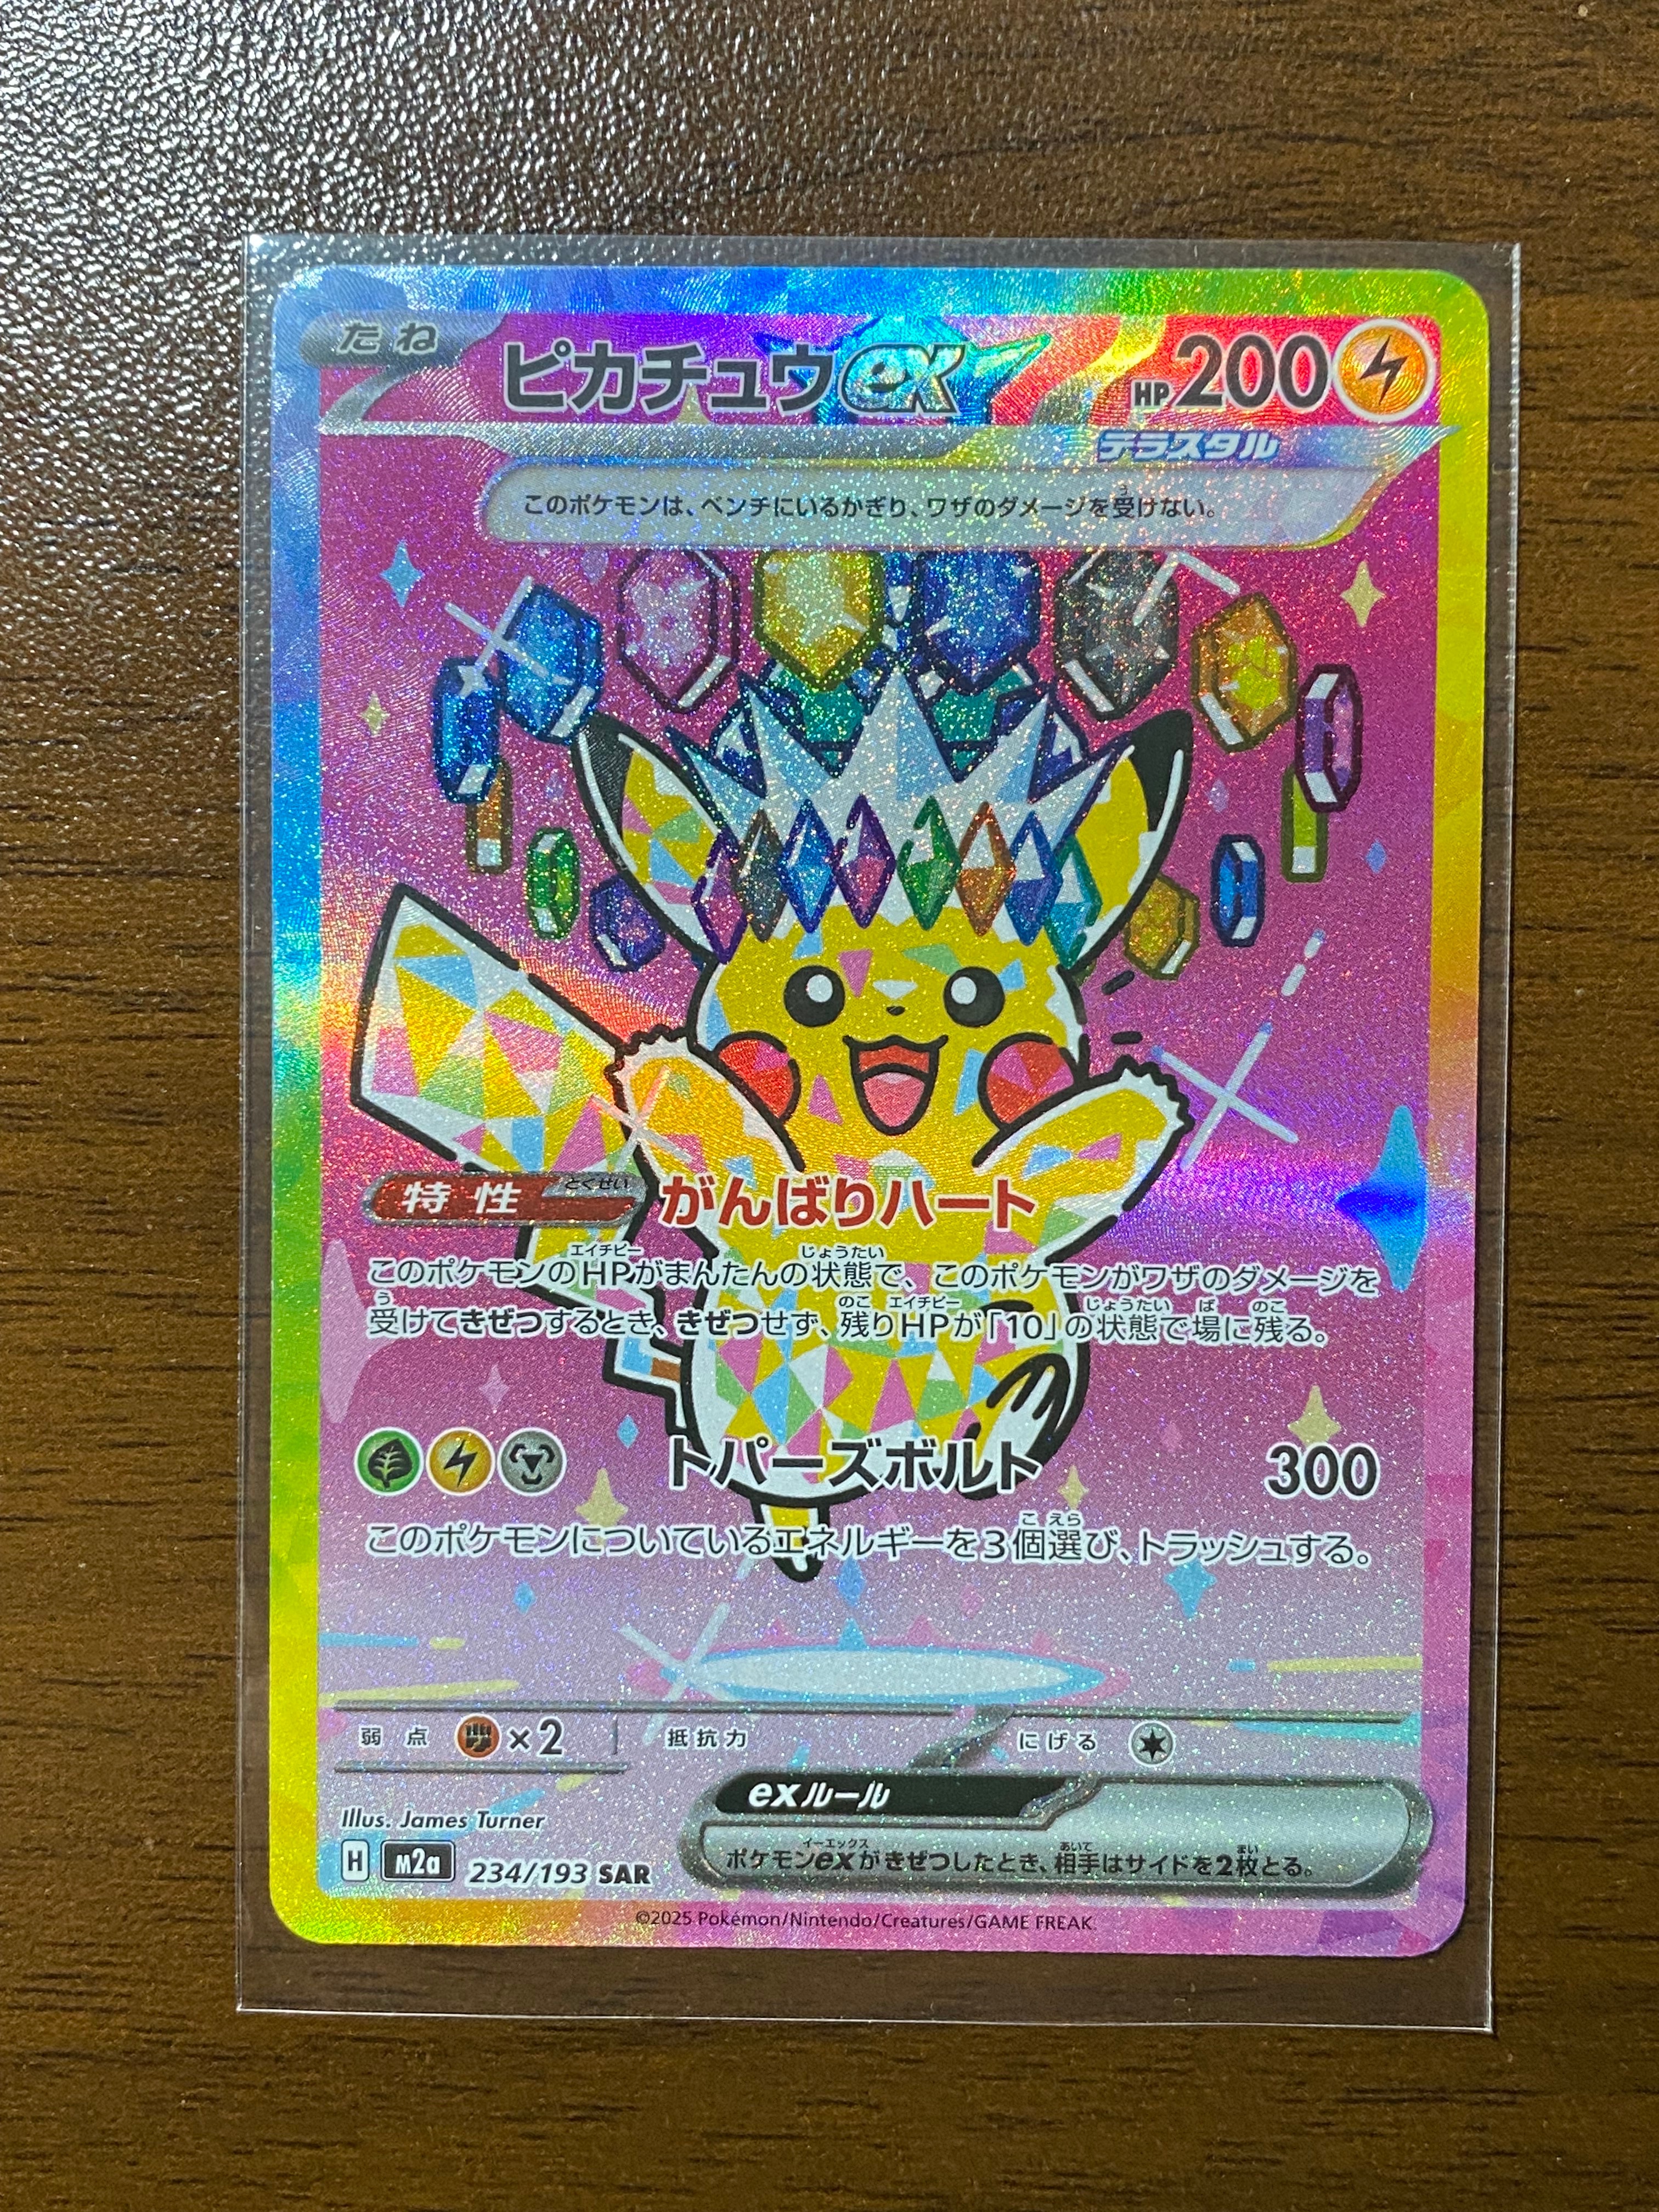 たね
ピカチュウex HP 200
テラスタル
このポケモンは、ベンチにいるかぎり、ワザのダメージを受けない。
う
特性 とくせい がんばりハート
エイチピー じょうたい
このポケモンのHPがまんたんの状態で、このポケモンがワザのダメージを
う のこ エイチピー じょうたい ば のこ
受けてきぜつするとき、きぜつせず、残りHPが「10」の状態で場に残る。
トパーズボルト 300
こ えら
このポケモンについているエネルギーを3個選び、トラッシュする。
弱点 ×2 抵抗力 にげる
exルール
イーエックス あいて まい
ポケモンexがきぜつしたとき、相手はサイドを2枚とる。
Illus. James Turner
H M2a 234/193 SAR
©2025 Pokémon/Nintendo/Creatures/GAME FREAK.